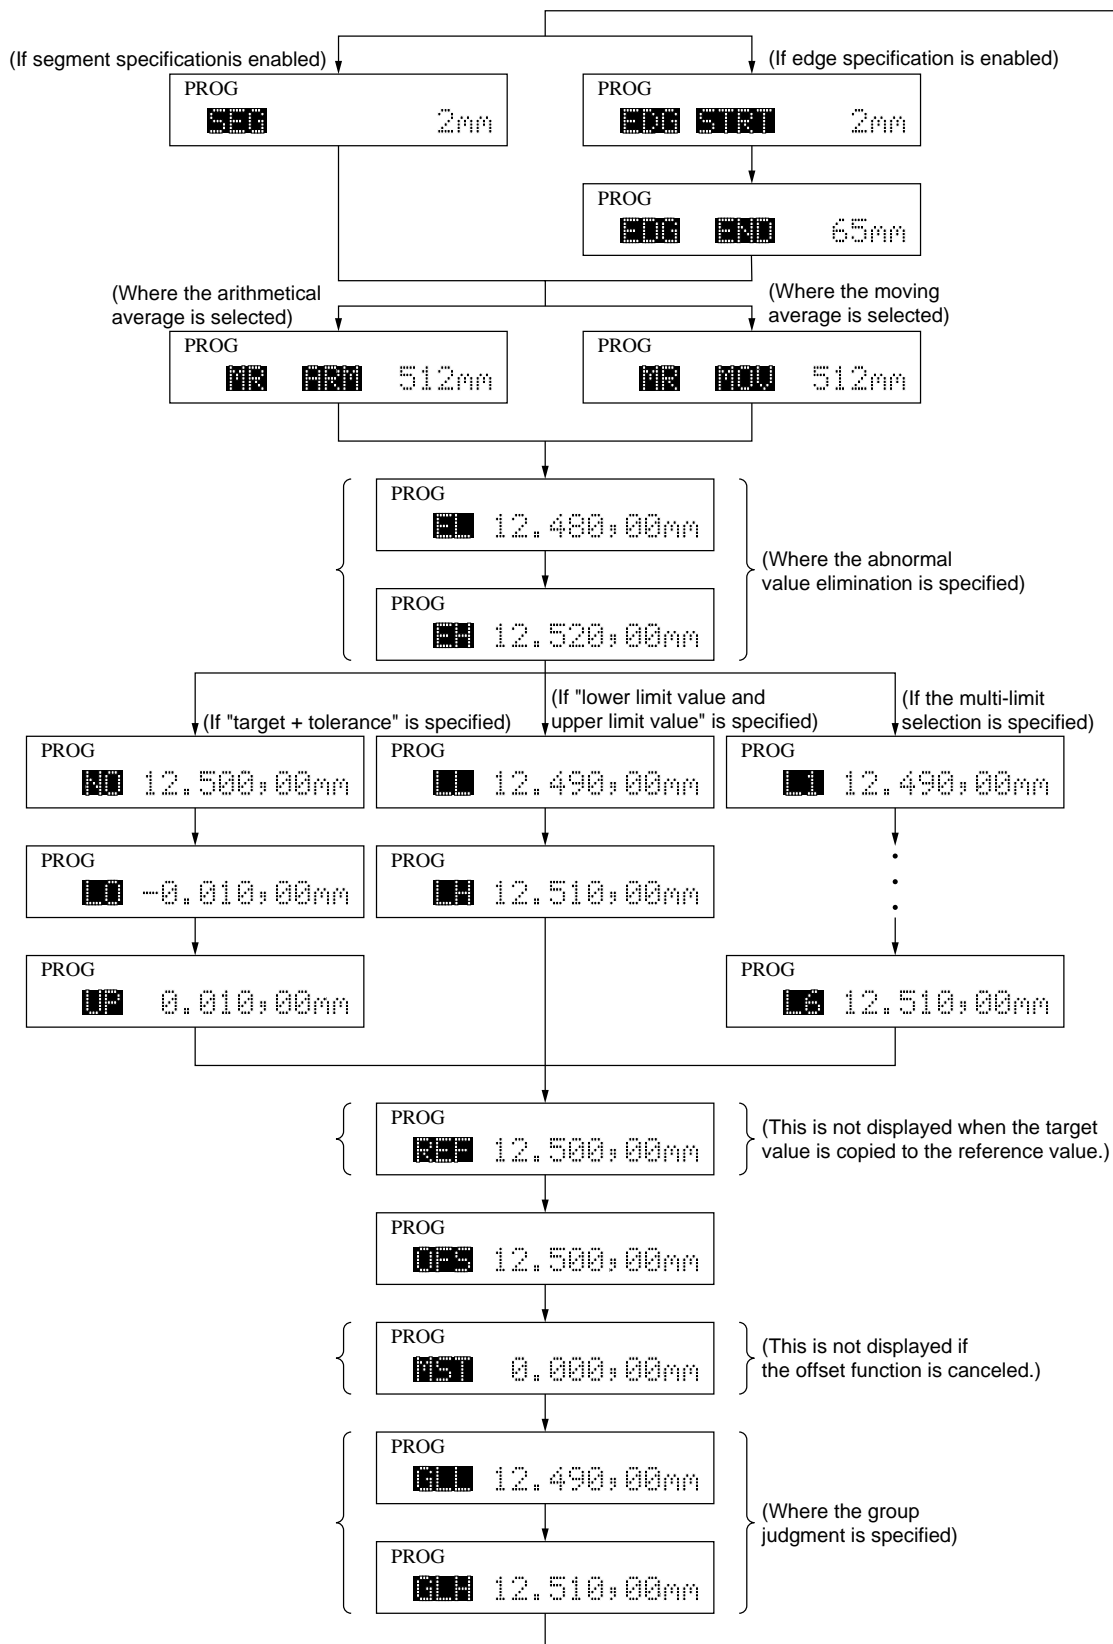 (If segment specificationis enabled)
(If edge specification is enabled)
PROG
SEG 2mm
PROG
EDG STRT 2mm
PROG
EDG END 65mm
(Where the arithmetical
average is selected)
(Where the moving
average is selected)
PROG
MR ARM 512mm
PROG
MR MOV 512mm
PROG
EL 12.480,00mm
PROG
EH 12.520,00mm
(Where the abnormal
value elimination is specified)
(If "target + tolerance" is specified)
(If "lower limit value and
upper limit value" is specified)
(If the multi-limit
selection is specified)
PROG
NO 12.500,00mm
PROG
LL 12.490,00mm
PROG
L1 12.490,00mm
PROG
LO -0.010,00mm
PROG
LH 12.510,00mm
PROG
UP 0.010,00mm
PROG
L6 12.510,00mm
PROG
REF 12.500,00mm
(This is not displayed when the target
value is copied to the reference value.)
PROG
OFS 12.500,00mm
PROG
MST 0.000,00mm
(This is not displayed if
the offset function is canceled.)
PROG
GLL 12.490,00mm
PROG
GLH 12.510,00mm
(Where the group
judgment is specified)